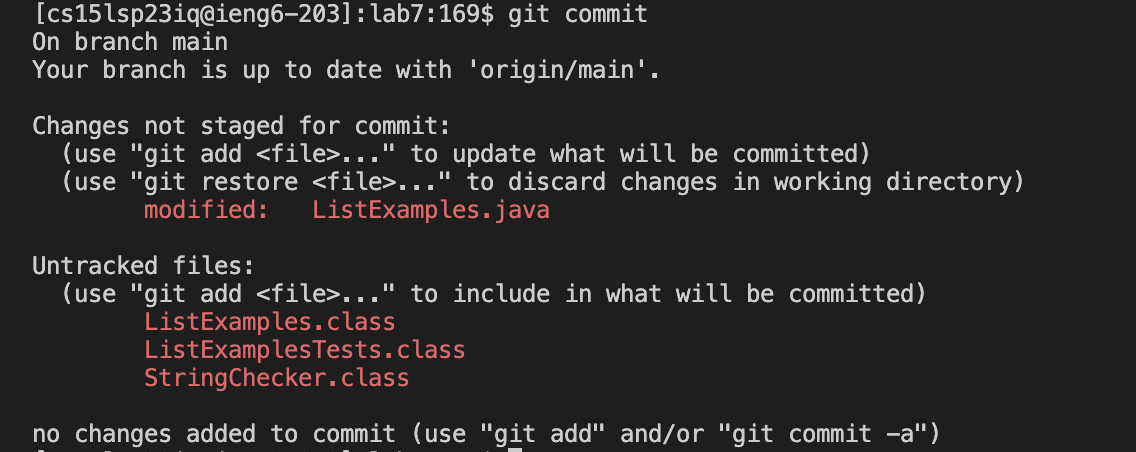 [cs15lsp23iq@ieng6-203]:lab7:169$ git commit
On branch main
Your branch is up to date with 'origin/main'.
Changes not staged for commit:
(use "git add <file>..." to update what will be committed)
(use "git restore <file>..." to discard changes in working directory)
modified: ListExamples.java
Untracked files:
(use "git add <file>..." to include in what will be committed)
ListExamples.class
ListExamplesTests.class
StringChecker.class
no changes added to commit (use "git add" and/or "git commit -a")